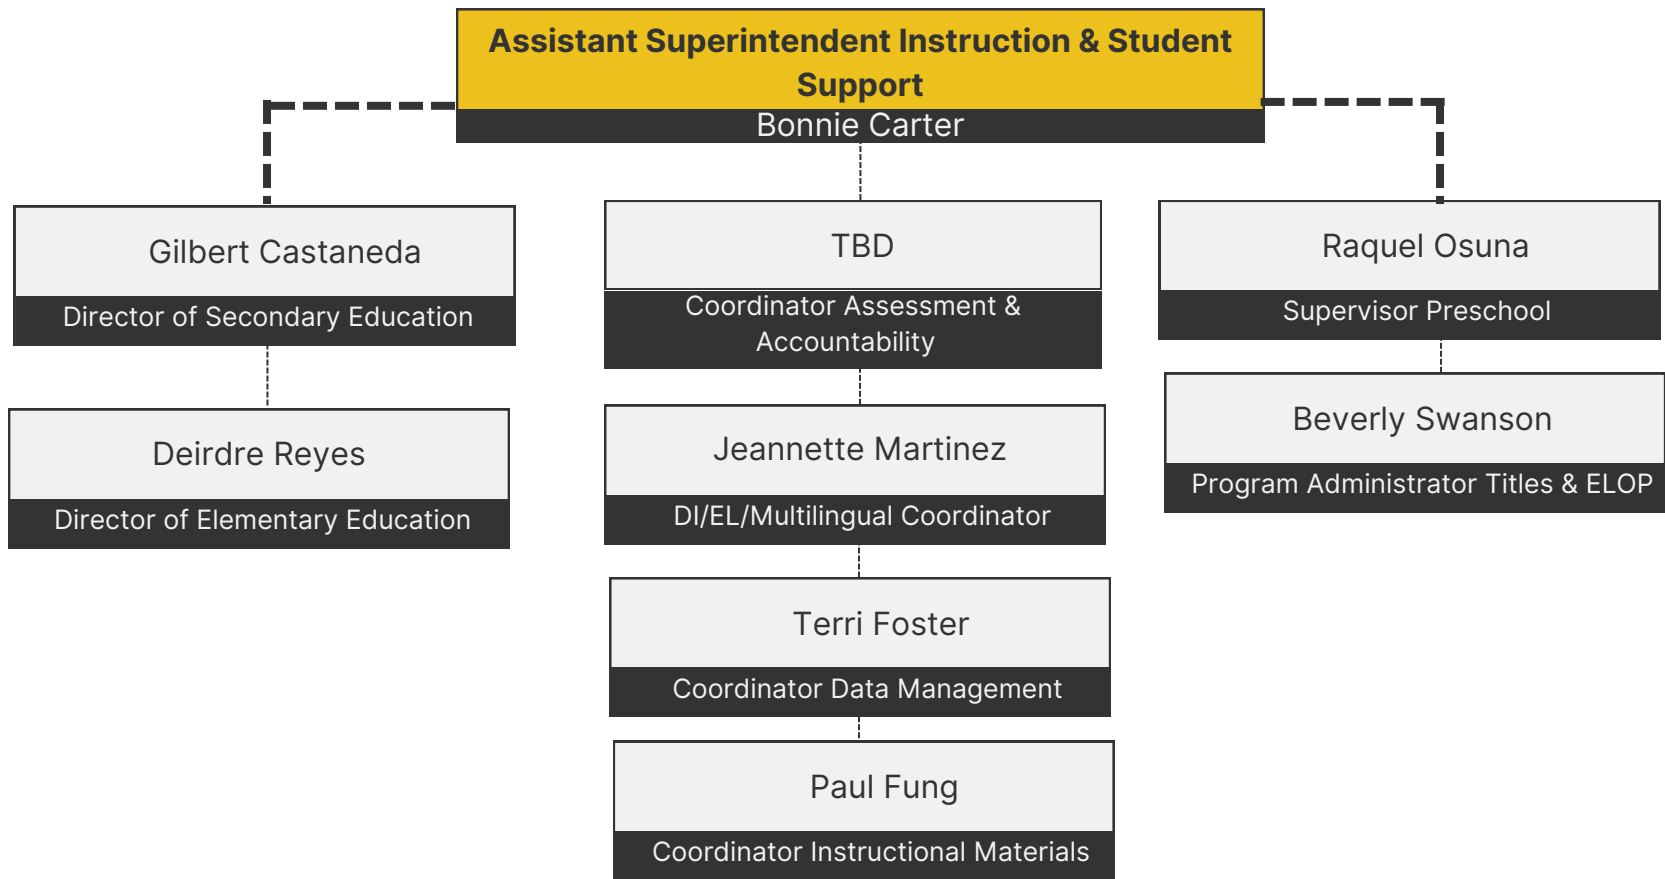 Assistant Superintendent Instruction & Student
Support
Bonnie Carter
Gilbert Castaneda
Director of Secondary Education
Deirdre Reyes
Director of Elementary Education
TBD
Coordinator Assessment &
Accountability
Jeannette Martinez
DI/EL/Multilingual Coordinator
Terri Foster
Coordinator Data Management
Paul Fung
Coordinator Instructional Materials
Raquel Osuna
Supervisor Preschool
Beverly Swanson
Program Administrator Titles & ELOP